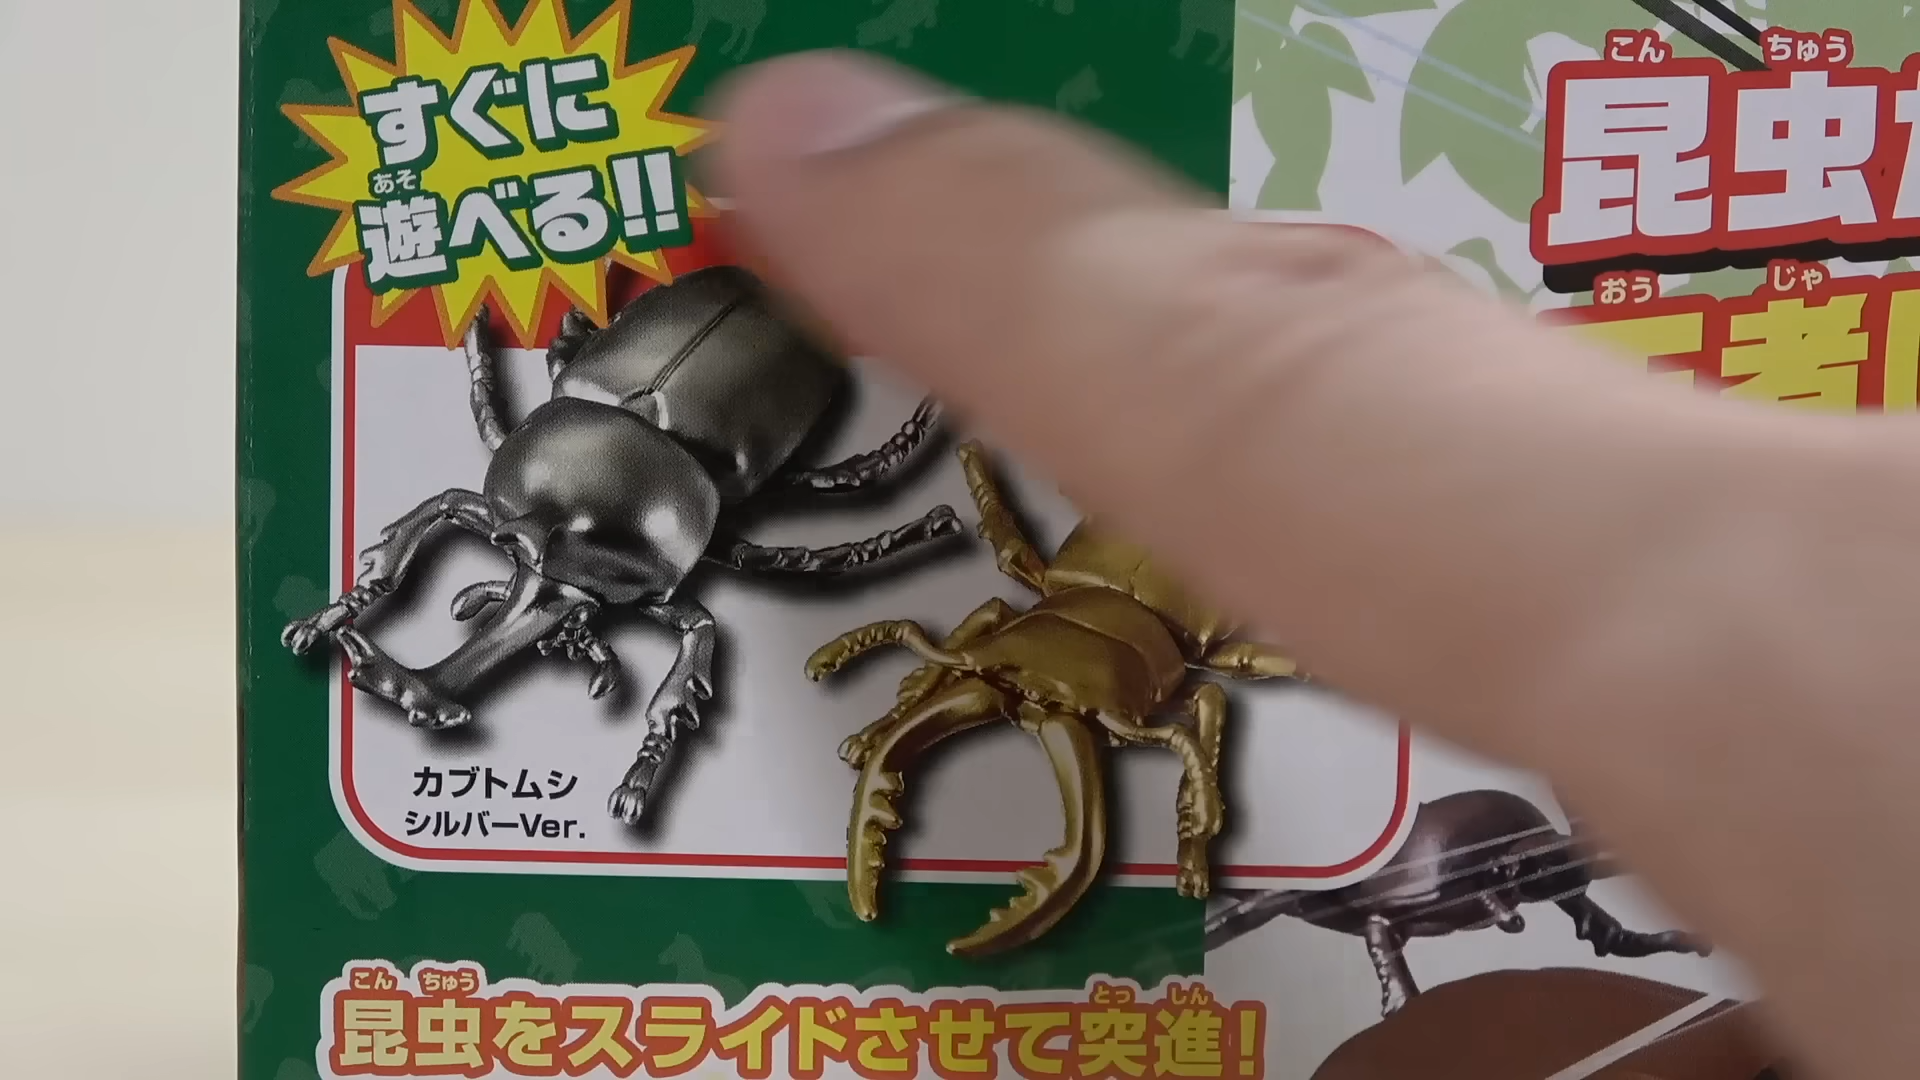 すぐに
あそ
遊べる!!
こん ちゅう
昆虫
おう じゃ
王者
カブトムシ
シルバーVer.
こん ちゅう とっ しん
昆虫をスライドさせて突進!